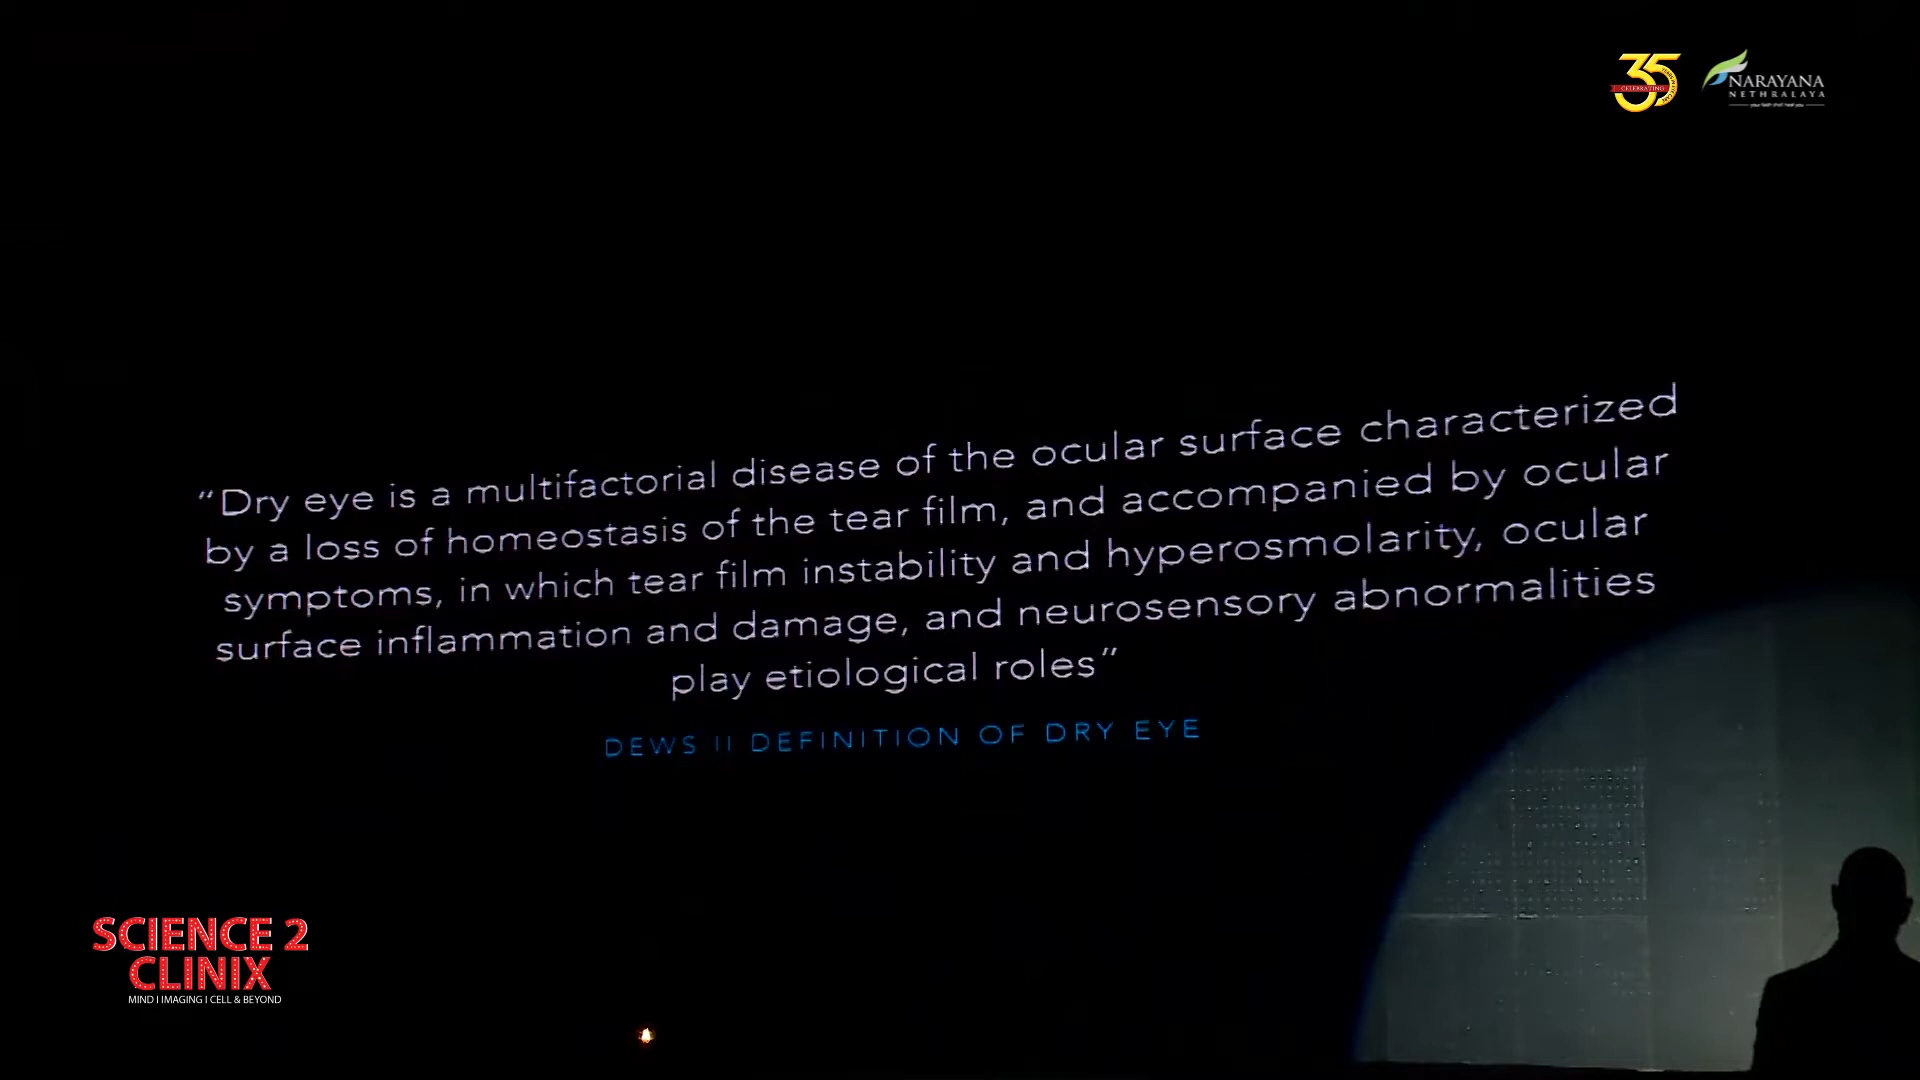 35
CELEBRATING
NARAYANA
NETHRALAYA
"Dry eye is a multifactorial disease of the ocular surface characterized
by a loss of homeostasis of the tear film, and accompanied by ocular
symptoms, in which tear film instability and hyperosmolarity, ocular
surface inflammation and damage, and neurosensory abnormalities
play etiological roles”
DEWS II DEFINITION OF DRY EYE
SCIENCE 2
CLINIX
MIND I IMAGING I CELL & BEYOND